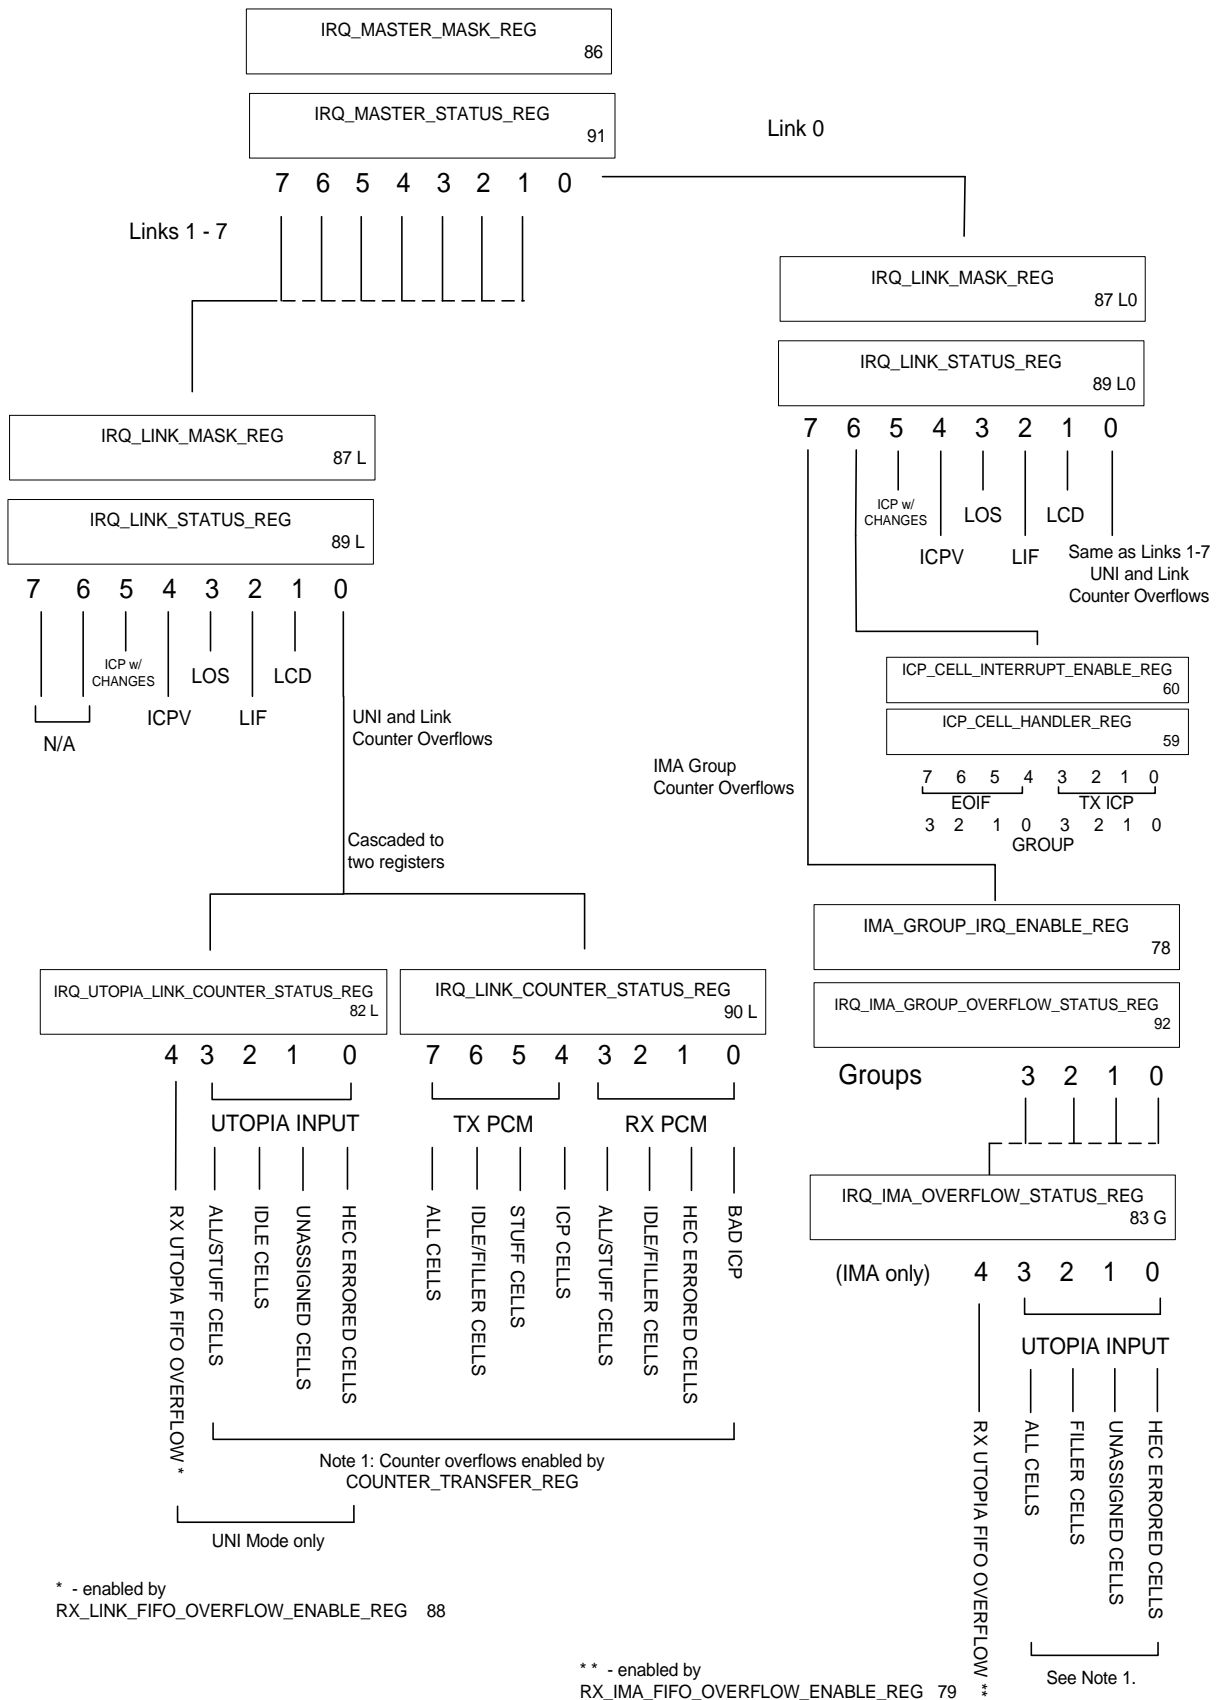 IRQ_MASTER_MASK_REG
86
IRQ_MASTER_STATUS_REG
91
Link 0
7 6 5 4 3 2 1 0
Links 1 - 7
IRQ_LINK_MASK_REG
87 L0
IRQ_LINK_STATUS_REG
89 L0
7 6 5 4 3 2 1 0
ICP w/
CHANGES
ICPV
LOS
LIF
LCD
Same as Links 1-7
UNI and Link
Counter Overflows
IRQ_LINK_MASK_REG
87 L
IRQ_LINK_STATUS_REG
89 L
7 6 5 4 3 2 1 0
N/A
ICP w/
CHANGES
ICPV
LOS
LIF
LCD
UNI and Link
Counter Overflows
Cascaded to
two registers
ICP_CELL_INTERRUPT_ENABLE_REG
60
ICP_CELL_HANDLER_REG
59
7 6 5 4 3 2 1 0
EOIF TX ICP
3 2 1 0 3 2 1 0
GROUP
IMA Group
Counter Overflows
IMA_GROUP_IRQ_ENABLE_REG
78
IRQ_IMA_GROUP_OVERFLOW_STATUS_REG
92
Groups 3 2 1 0
IRQ_IMA_OVERFLOW_STATUS_REG
83 G
(IMA only) 4 3 2 1 0
UTOPIA INPUT
RX UTOPIA FIFO OVERFLOW **
ALL CELLS
FILLER CELLS
UNASSIGNED CELLS
HEC ERRORED CELLS
See Note 1.
IRQ_UTOPIA_LINK_COUNTER_STATUS_REG
82 L
4 3 2 1 0
UTOPIA INPUT
RX UTOPIA FIFO OVERFLOW *
ALL/STUFF CELLS
IDLE CELLS
UNASSIGNED CELLS
HEC ERRORED CELLS
IRQ_LINK_COUNTER_STATUS_REG
90 L
7 6 5 4 3 2 1 0
TX PCM RX PCM
ALL CELLS
IDLE/FILLER CELLS
STUFF CELLS
ICP CELLS
ALL/STUFF CELLS
IDLE/FILLER CELLS
HEC ERRORED CELLS
BAD ICP
Note 1: Counter overflows enabled by
COUNTER_TRANSFER_REG
UNI Mode only
* - enabled by
RX_LINK_FIFO_OVERFLOW_ENABLE_REG 88
* * - enabled by
RX_IMA_FIFO_OVERFLOW_ENABLE_REG 79